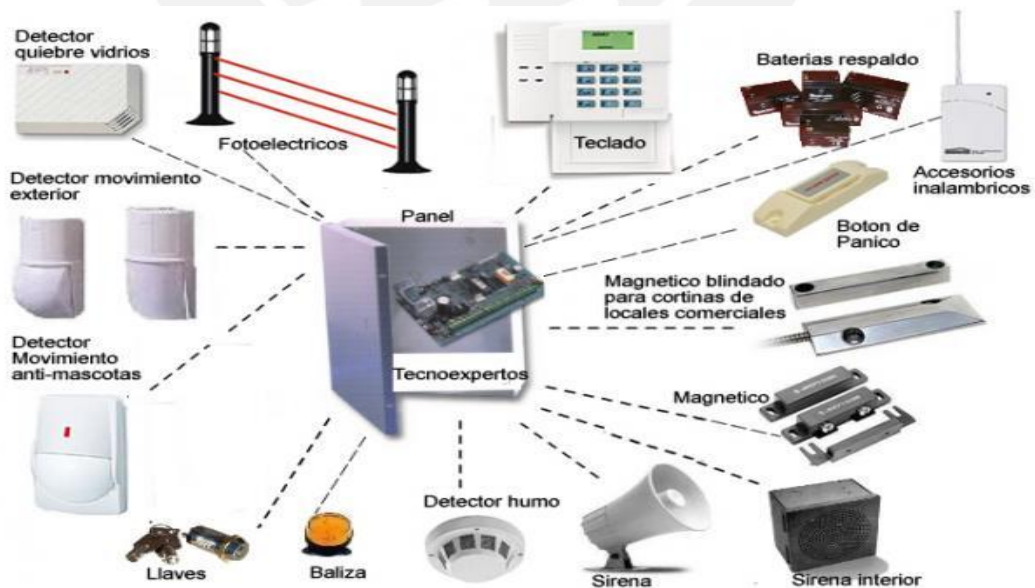 Detector
quiebre vidrios
Fotoelectricos
Teclado
Baterias respaldo
Accesorios
inalambricos
Detector movimiento
exterior
Panel
Boton de
Panico
Magnetico blindado
para cortinas de
locales comerciales
Detector
Movimiento
anti-mascotas
Tecnoexpertos
Magnetico
Detector humo
Llaves
Baliza
Sirena
Sirena interior